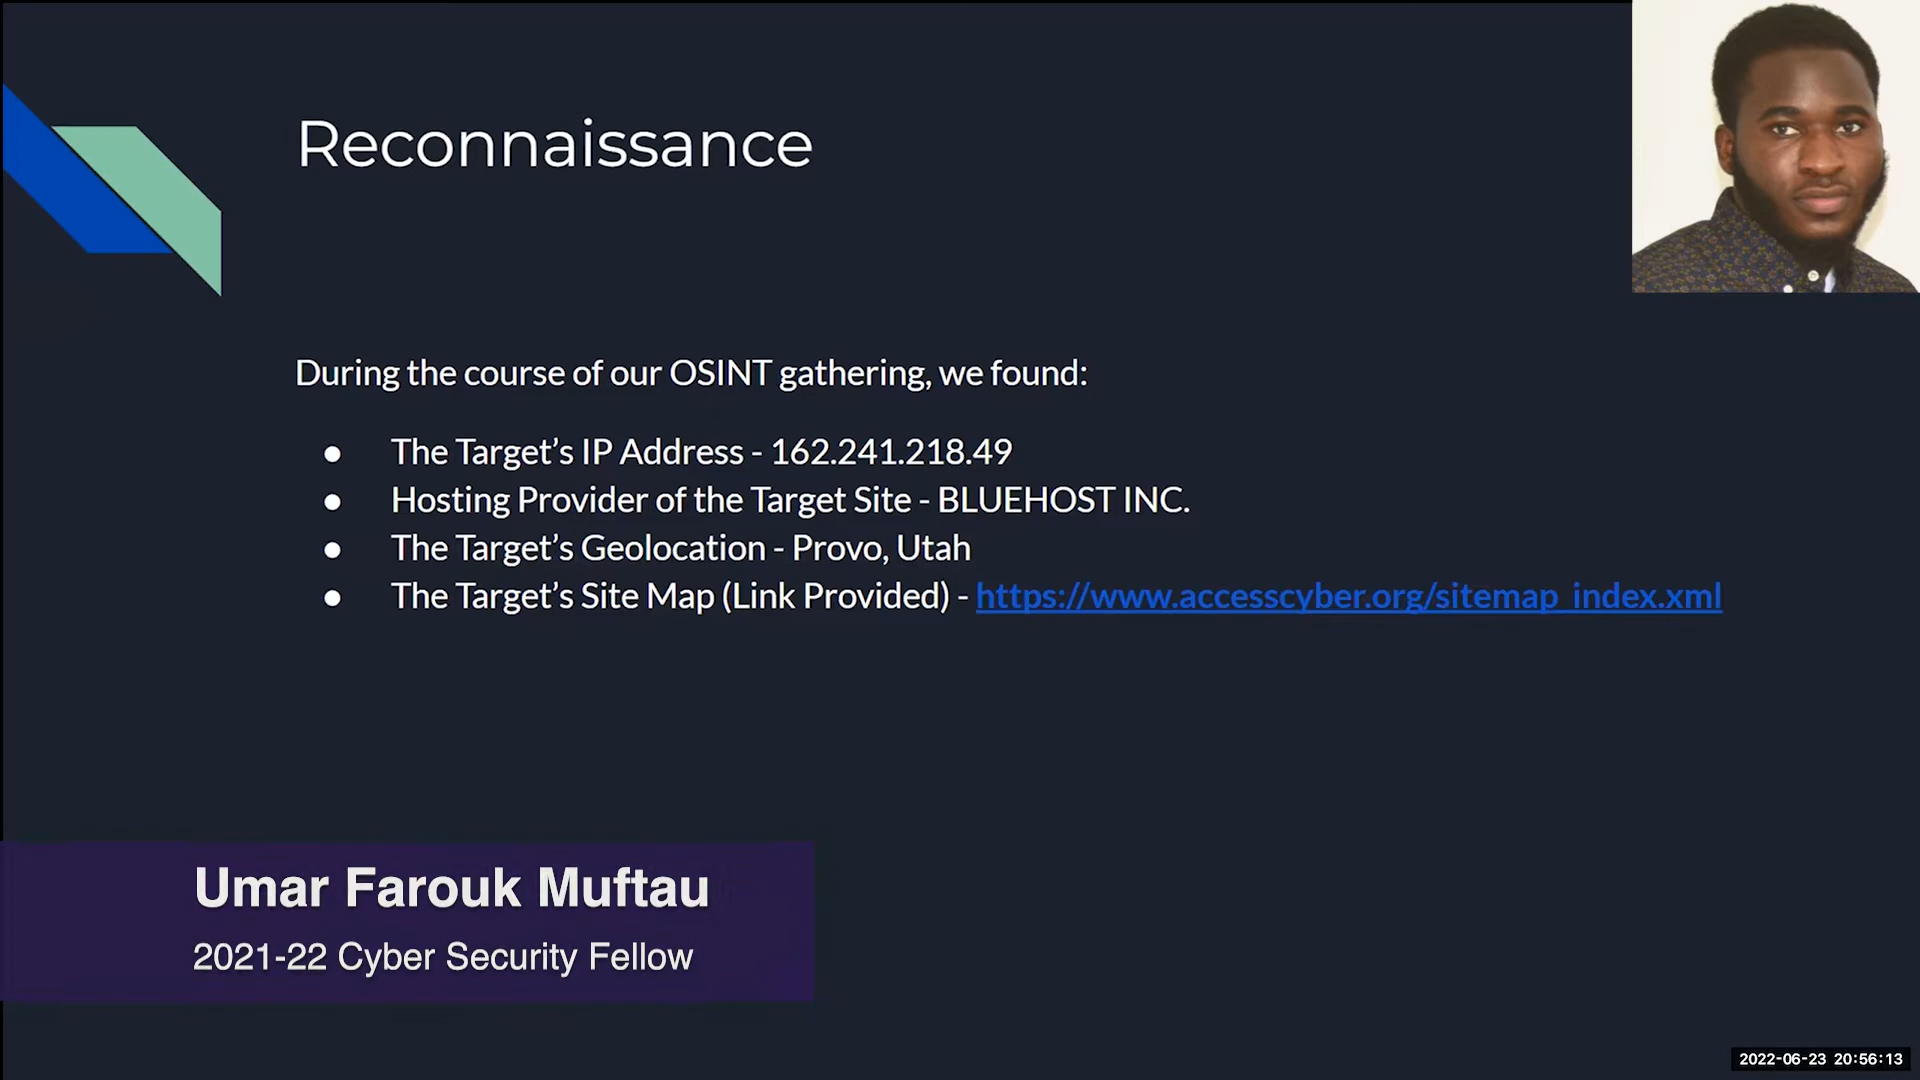 Reconnaissance
During the course of our OSINT gathering, we found:
● The Target’s IP Address - 162.241.218.49
● Hosting Provider of the Target Site - BLUEHOST INC.
● The Target’s Geolocation - Provo, Utah
● The Target’s Site Map (Link Provided) - https://www.accesscyber.org/sitemap_index.xml
Umar Farouk Muftau
2021-22 Cyber Security Fellow
2022-06-23 20:56:13